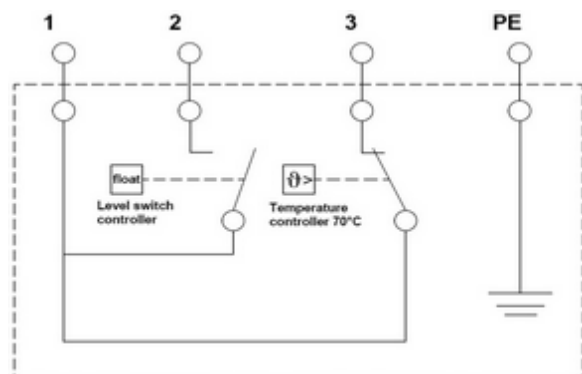 1 2 3 PE
float
ϑ>
Level switch
controller
Temperature
controller 70°C